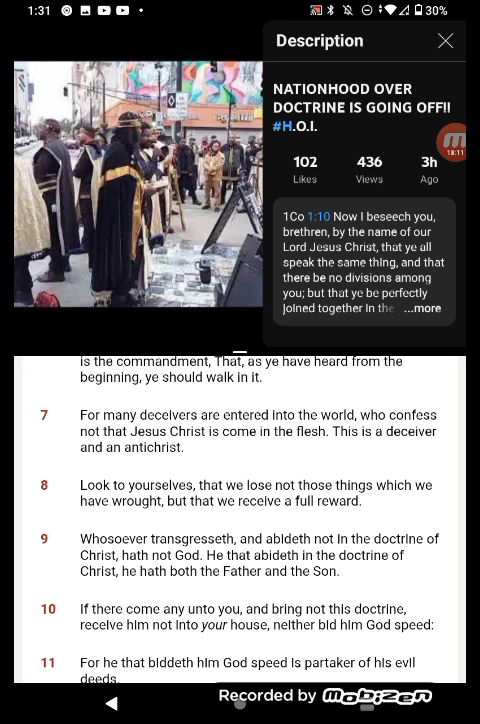 1:31
30%
Description
NATIONHOOD OVER
DOCTRINE IS GOING OFF!!
#H.O.I.
18:11
102
436
3h
Likes
Views
Ago
1Co 1:10 Now I beseech you,
brethren, by the name of our
Lord Jesus Christ, that ye all
speak the same thing, and that
there be no divisions among
you; but that ye be perfectly
joined together in the ...more
is the commandment, That, as ye have heard from the
beginning, ye should walk in it.
7 For many deceivers are entered into the world, who confess
not that Jesus Christ is come in the flesh. This is a deceiver
and an antichrist.
8 Look to yourselves, that we lose not those things which we
have wrought, but that we receive a full reward.
9 Whosoever transgresseth, and abideth not in the doctrine of
Christ, hath not God. He that abideth in the doctrine of
Christ, he hath both the Father and the Son.
10 If there come any unto you, and bring not this doctrine,
receive him not into your house, neither bid him God speed:
11 For he that biddeth him God speed is partaker of his evil
deeds.
Recorded by Mobizen